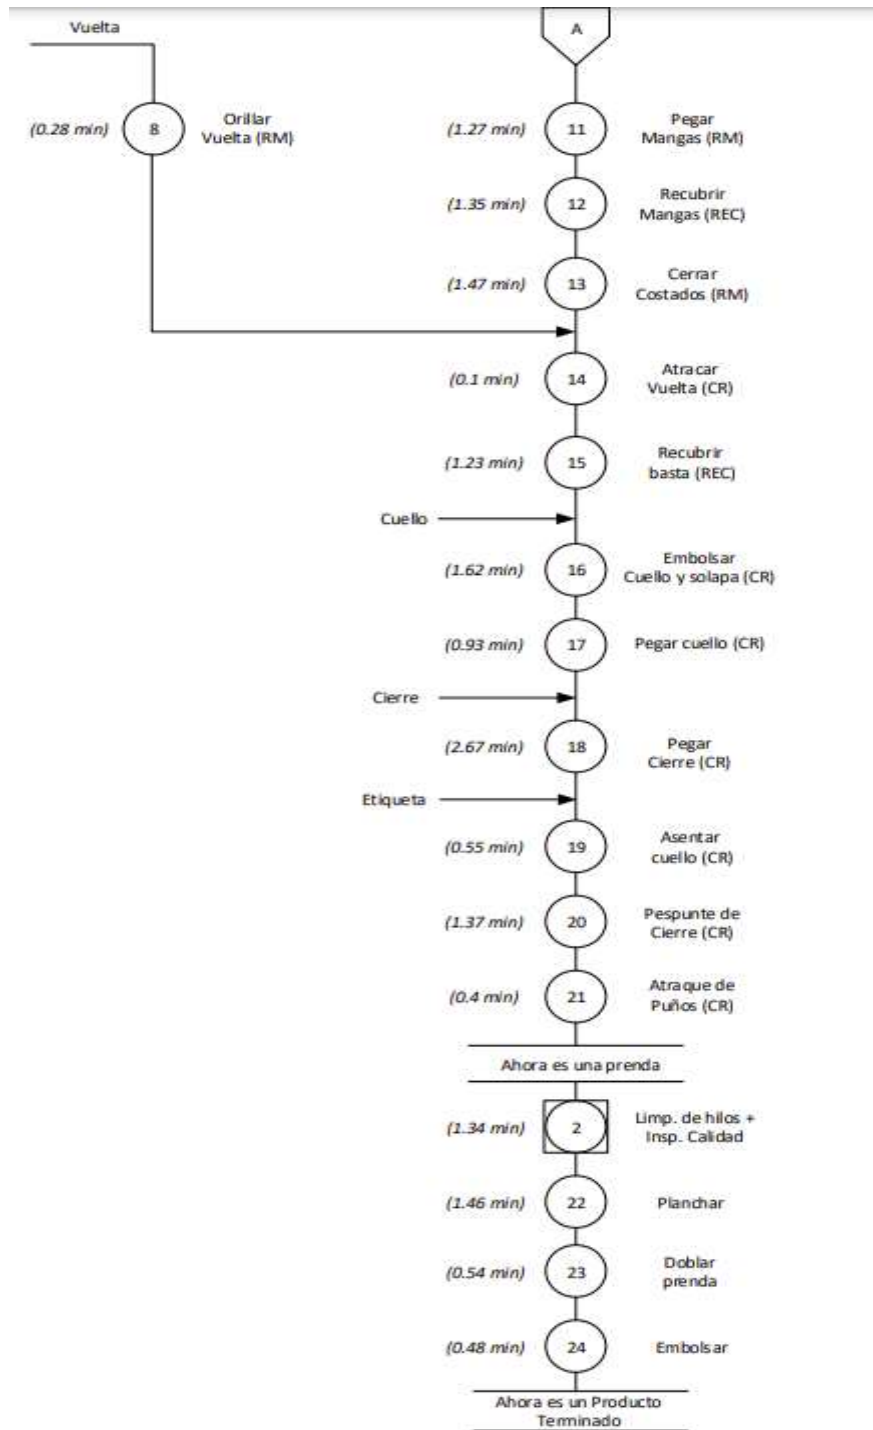 Vuelta
A
(0.28 min)
8
Orillar
Vuelta (RM)
(1.27 min)
11
Pegar
Mangas (RM)
(1.35 min)
12
Recubrir
Mangas (REC)
(1.47 min)
13
Cerrar
Costados (RM)
(0.1 min)
14
Atracar
Vuelta (CR)
(1.23 min)
15
Recubrir
basta (REC)
Cuello
(1.62 min)
16
Embolsar
Cuello y solapa (CR)
(0.93 min)
17
Pegar cuello (CR)
Cierre
(2.67 min)
18
Pegar
Cierre (CR)
Etiqueta
(0.55 min)
19
Asentar
cuello (CR)
(1.37 min)
20
Pespunte de
Cierre (CR)
(0.4 min)
21
Atraque de
Puños (CR)
Ahora es una prenda
(1.34 min)
2
Limp. de hilos +
Insp. Calidad
(1.46 min)
22
Planchar
(0.54 min)
23
Doblar
prenda
(0.48 min)
24
Embolsar
Ahora es un Producto
Terminado